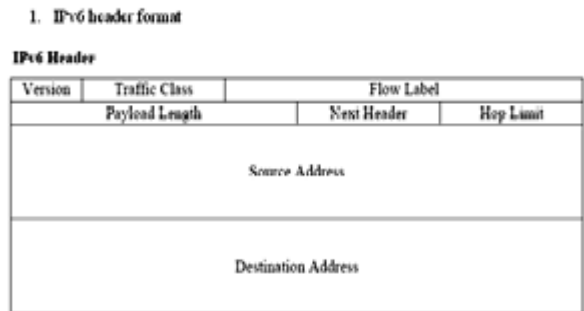 1. IPv6 header format
IPv6 Header
Version Traffic Class Flow Label
Payload Length Next Header Hop Limit
Source Address
Destination Address